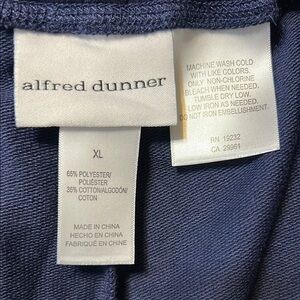 alfred dunner
XL
65% POLYESTER/
POLIÉSTER
35% COTTON/ALGODÓN/
COTON
MADE IN CHINA
HECHO EN CHINA
FABRIQUÉ EN CHINE
MACHINE WASH COLD
WITH LIKE COLORS.
ONLY NON-CHLORINE
BLEACH WHEN NEEDED.
TUMBLE DRY LOW.
LOW IRON AS NEEDED.
DO NOT IRON EMBELLISHMENT.
RN 15232
CA 29961